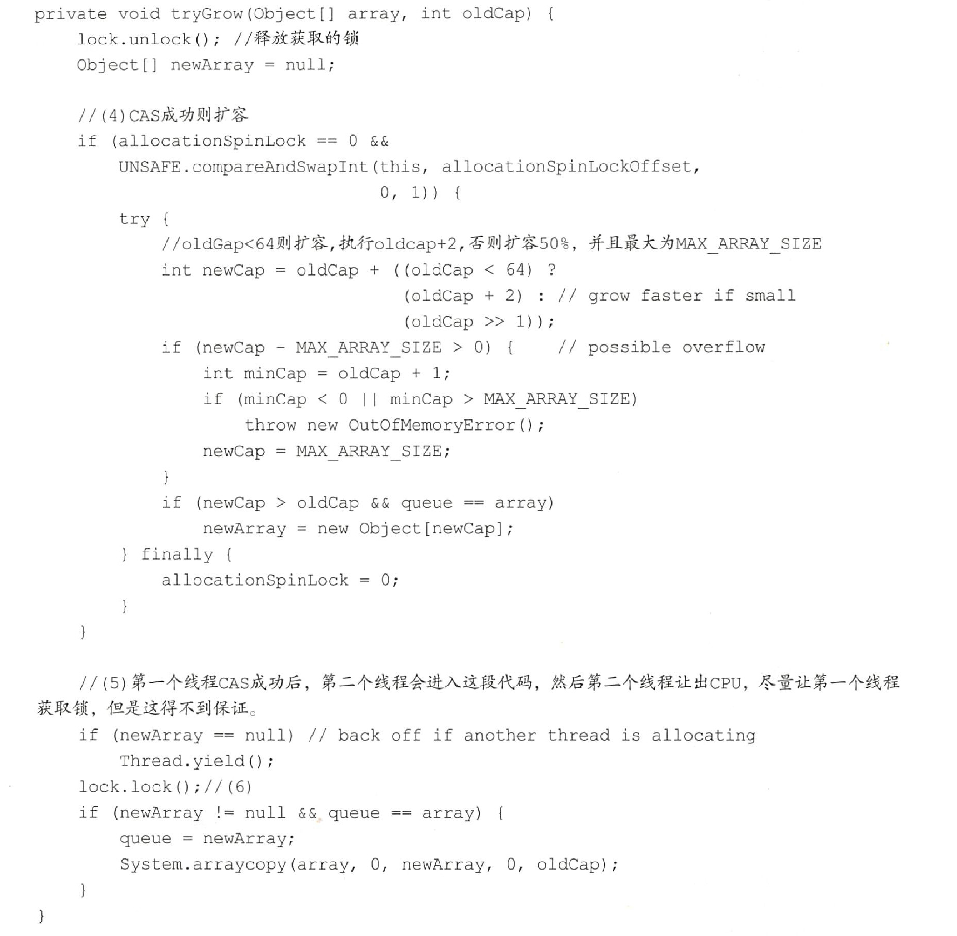 private void tryGrow(Object[] array, int oldCap) {
lock.unlock(); //释放获取的锁
Object[] newArray = null;
//(4)CAS成功则扩容
if (allocationSpinLock == 0 &&
UNSAFE.compareAndSwapInt(this, allocationSpinLockOffset,
0, 1)) {
try {
//oldGap<64则扩容,执行oldcap+2,否则扩容50%, 并且最大为MAX_ARRAY_SIZE
int newCap = oldCap + ((oldCap < 64) ?
(oldCap + 2) : // grow faster if small
(oldCap >> 1));
if (newCap - MAX_ARRAY_SIZE > 0) { // possible overflow
int minCap = oldCap + 1;
if (minCap < 0 || minCap > MAX_ARRAY_SIZE)
throw new OutOfMemoryError();
newCap = MAX_ARRAY_SIZE;
}
if (newCap > oldCap && queue == array)
newArray = new Object[newCap];
} finally {
allocationSpinLock = 0;
}
}
//(5)第一个线程CAS成功后, 第二个线程会进入这段代码, 然后第二个线程让出CPU, 尽量让第一个线程
获取锁, 但是这得不到保证。
if (newArray == null) // back off if another thread is allocating
Thread.yield();
lock.lock();//(6)
if (newArray != null && queue == array) {
queue = newArray;
System.arraycopy(array, 0, newArray, 0, oldCap);
}
}